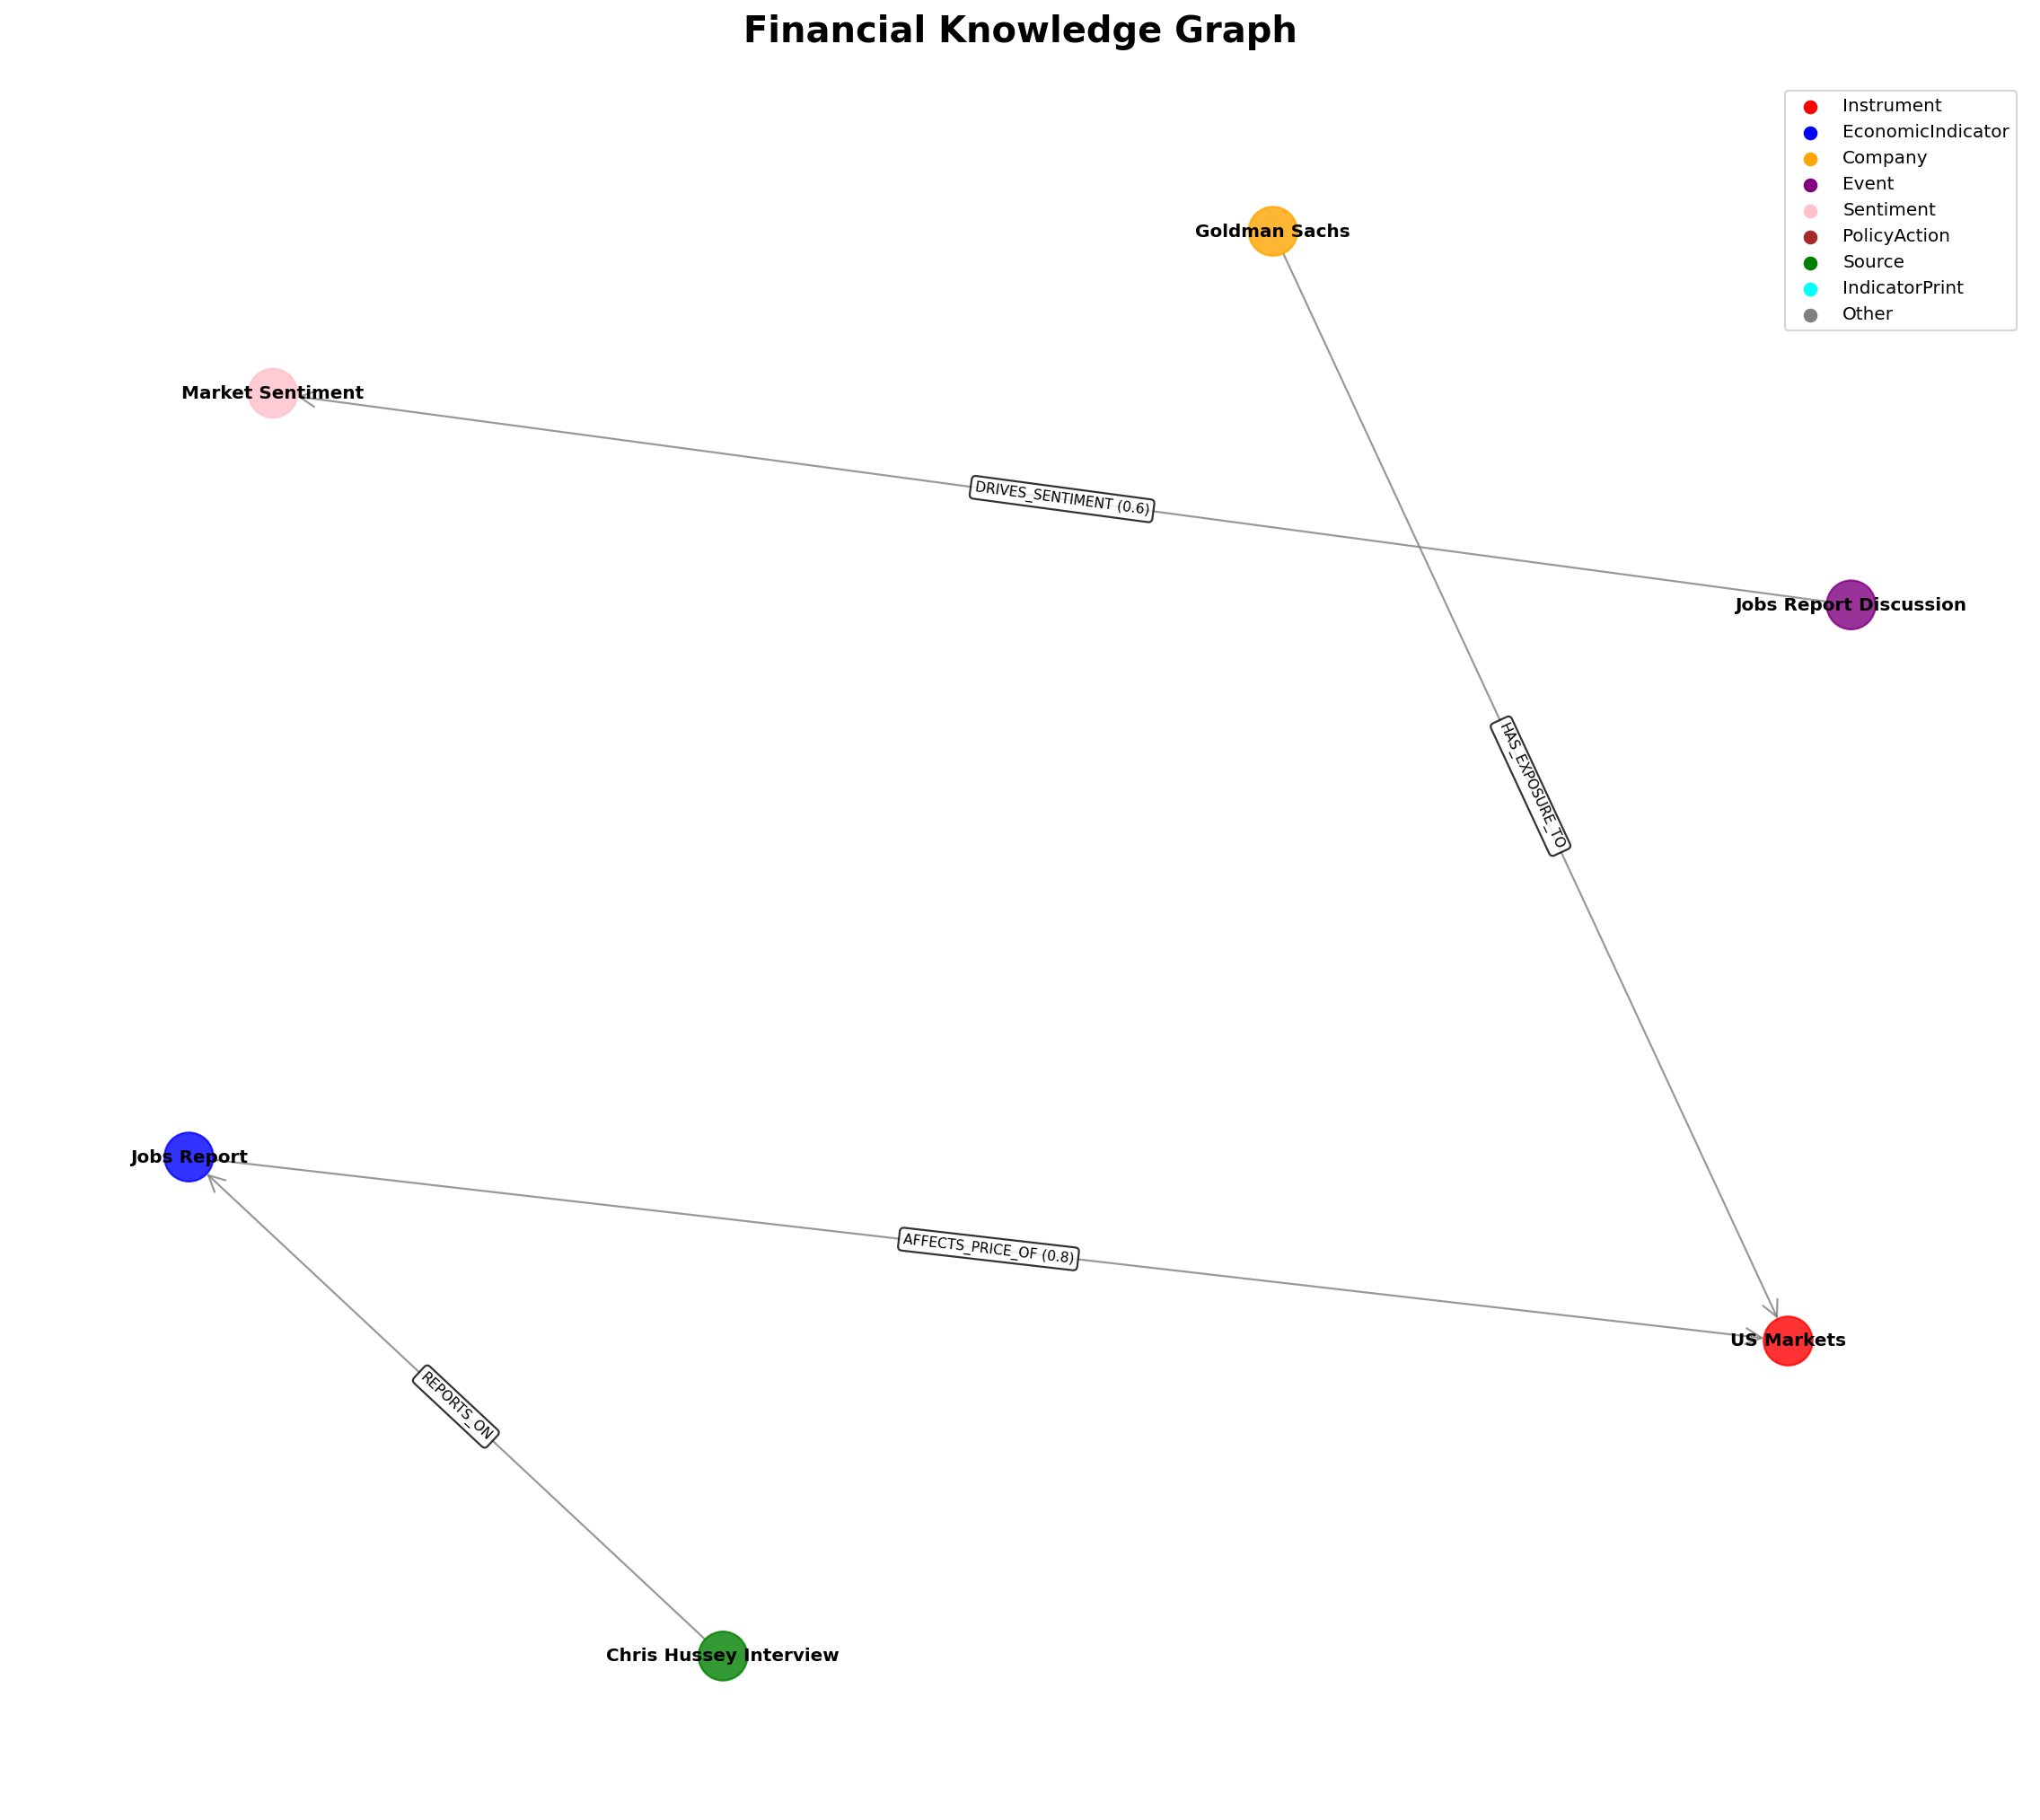 Financial Knowledge Graph
Instrument
EconomicIndicator
Company
Event
Sentiment
PolicyAction
Source
IndicatorPrint
Other
Goldman Sachs
Market Sentiment
DRIVES_SENTIMENT (0.6)
Jobs Report Discussion
HAS_EXPOSURE_TO
Jobs Report
AFFECTS_PRICE_OF (0.8)
US Markets
REPORTS_ON
Chris Hussey Interview